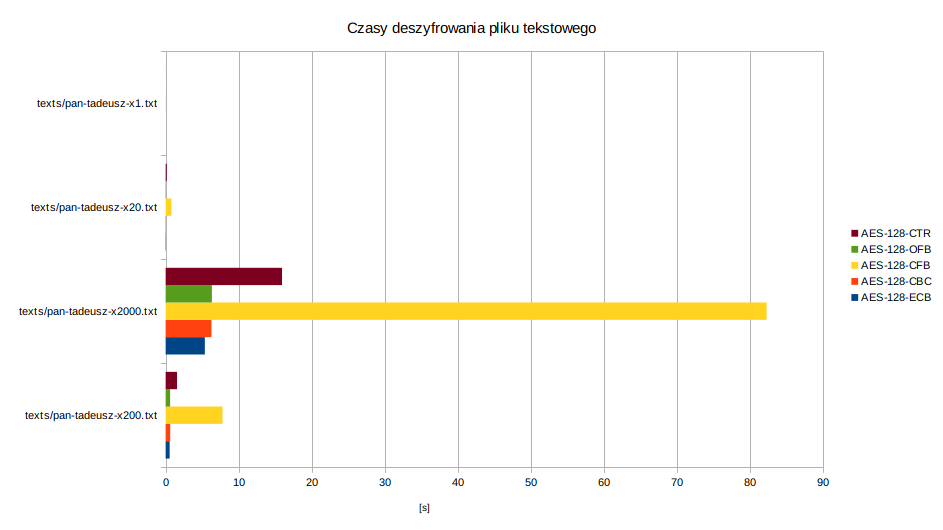 Czasy deszyfrowania pliku tekstowego
texts/pan-tadeusz-x1.txt
texts/pan-tadeusz-x20.txt
texts/pan-tadeusz-x2000.txt
texts/pan-tadeusz-x200.txt
0 10 20 30 40 50 60 70 80 90
[s]
AES-128-CTR
AES-128-OFB
AES-128-CFB
AES-128-CBC
AES-128-ECB